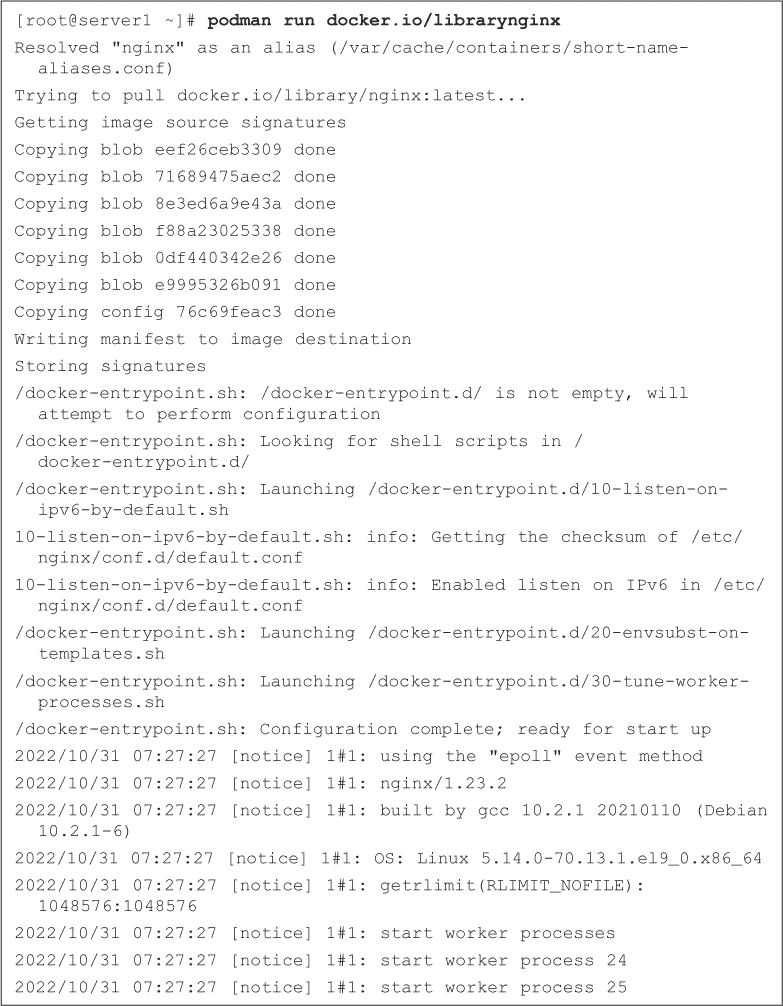 [root@server1 ~]# podman run docker.io/librarynginx
Resolved "nginx" as an alias (/var/cache/containers/short-name-
aliases.conf)
Trying to pull docker.io/library/nginx:latest...
Getting image source signatures
Copying blob eef26ceb3309 done
Copying blob 71689475aec2 done
Copying blob 8e3ed6a9e43a done
Copying blob f88a23025338 done
Copying blob 0df440342e26 done
Copying blob e9995326b091 done
Copying config 76c69feac3 done
Writing manifest to image destination
Storing signatures
/docker-entrypoint.sh: /docker-entrypoint.d/ is not empty, will
attempt to perform configuration
/docker-entrypoint.sh: Looking for shell scripts in /
docker-entrypoint.d/
/docker-entrypoint.sh: Launching /docker-entrypoint.d/10-listen-on-
ipv6-by-default.sh
10-listen-on-ipv6-by-default.sh: info: Getting the checksum of /etc/
nginx/conf.d/default.conf
10-listen-on-ipv6-by-default.sh: info: Enabled listen on IPv6 in /etc/
nginx/conf.d/default.conf
/docker-entrypoint.sh: Launching /docker-entrypoint.d/20-envsubst-on-
templates.sh
/docker-entrypoint.sh: Launching /docker-entrypoint.d/30-tune-worker-
processes.sh
/docker-entrypoint.sh: Configuration complete; ready for start up
2022/10/31 07:27:27 [notice] 1#1: using the "epoll" event method
2022/10/31 07:27:27 [notice] 1#1: nginx/1.23.2
2022/10/31 07:27:27 [notice] 1#1: built by gcc 10.2.1 20210110 (Debian
10.2.1-6)
2022/10/31 07:27:27 [notice] 1#1: OS: Linux 5.14.0-70.13.1.el9_0.x86_64
2022/10/31 07:27:27 [notice] 1#1: getrlimit(RLIMIT_NOFILE):
1048576:1048576
2022/10/31 07:27:27 [notice] 1#1: start worker processes
2022/10/31 07:27:27 [notice] 1#1: start worker process 24
2022/10/31 07:27:27 [notice] 1#1: start worker process 25